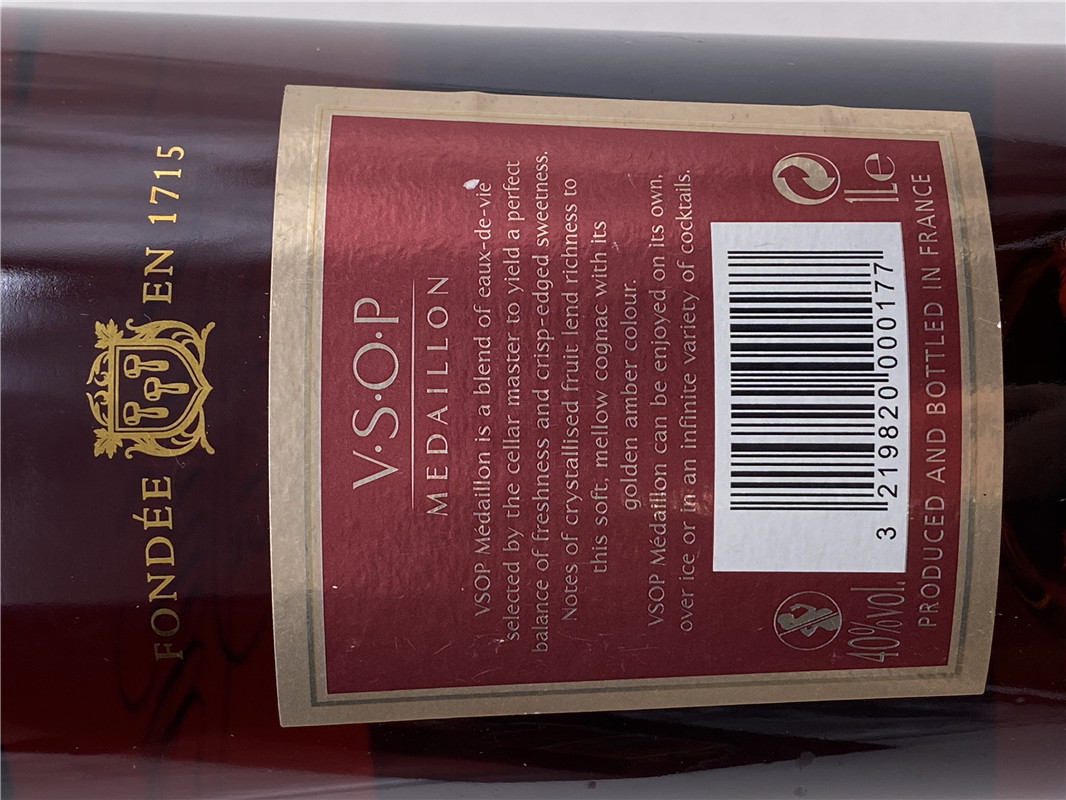 FONDÉE EN 1715
V·S·O·P
MEDAILLON
VSOP Médaillon is a blend of eaux-de-vie
selected by the cellar master to yield a perfect
balance of freshness and crisp-edged sweetness.
Notes of crystallised fruit lend richness to
this soft, mellow cognac with its
golden amber colour.
VSOP Médaillon can be enjoyed on its own,
over ice or in an infinite variety of cocktails.
3 219820 000177
40%vol. 1Le
PRODUCED AND BOTTLED IN FRANCE